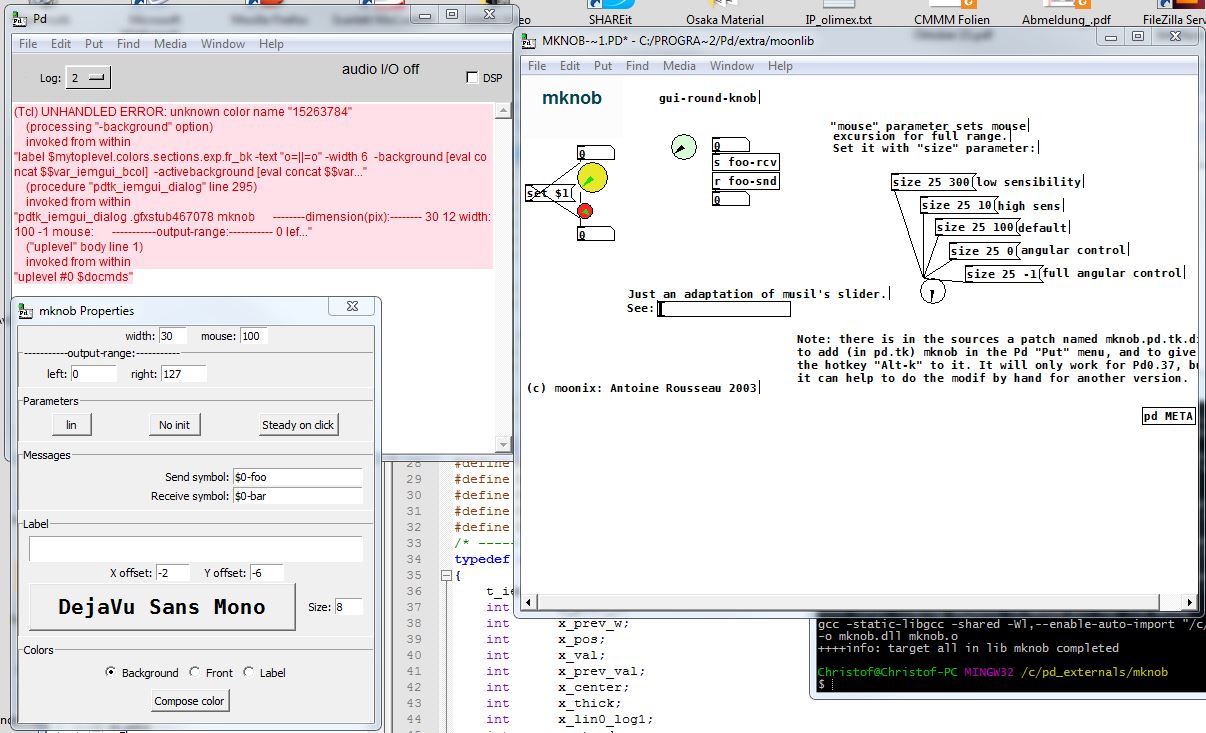 SHAREit
Osaka Material
IP_olimex.txt
CMMM Folien
Abmeldung_.pdf
FileZilla Serv
Pd
File Edit Put Find Media Window Help
Log: 2
audio I/O off
DSP
(Tcl) UNHANDLED ERROR: unknown color name "15263784"
(processing "-background" option)
invoked from within
"label $mytoplevel.colors.sections.exp.fr_bk -text "o=||=o" -width 6 -background [eval co
ncat $$var_iemgui_bcol] -activebackground [eval concat $$var..."
(procedure "pdtk_iemgui_dialog" line 295)
invoked from within
"pdtk_iemgui_dialog .gfxstub467078 mknob --------dimension(pix):-------- 30 12 width:
100 -1 mouse: -----------output-range:----------- 0 lef..."
("uplevel" body line 1)
invoked from within
"uplevel #0 $docmds"
mknob Properties
width: 30 mouse: 100
-----------output-range:-----------
left: 0 right: 127
Parameters
lin
No init
Steady on click
Messages
Send symbol: $0-foo
Receive symbol: $0-bar
Label
X offset: -2 Y offset: -6
DejaVu Sans Mono
Size: 8
Colors
Background Front Label
Compose color
MKNOB-~1.PD* - C:/PROGRA~2/Pd/extra/moonlib
File Edit Put Find Media Window Help
mknob
gui-round-knob
0
set $1
0
0
s foo-rcv
r foo-snd
0
"mouse" parameter sets mouse
excursion for full range.
Set it with "size" parameter:
size 25 300 low sensibility
size 25 10 high sens
size 25 100 default
size 25 0 angular control
size 25 -1 full angular control
Just an adaptation of musil's slider.
See:
Note: there is in the sources a patch named mknob.pd.tk.di
to add (in pd.tk) mknob in the Pd "Put" menu, and to give
the hotkey "Alt-k" to it. It will only work for Pd0.37, bu
it can help to do the modif by hand for another version.
(c) moonix: Antoine Rousseau 2003
pd META
28 #define
29 #define
30 #define
31 #define
32 #define
33 /* -----
34 typedef
35 {
36 t_ie
37 int
38 int x_prev_w;
39 int x_pos;
40 int x_val;
41 int x_prev_val;
42 int x_center;
43 int x_thick;
44 int x_lin0_log1;
gcc -static-libgcc -shared -Wl,--enable-auto-import "/c/
-o mknob.dll mknob.o
++++info: target all in lib mknob completed
Christof@Christof-PC MINGW32 /c/pd_externals/mknob
$